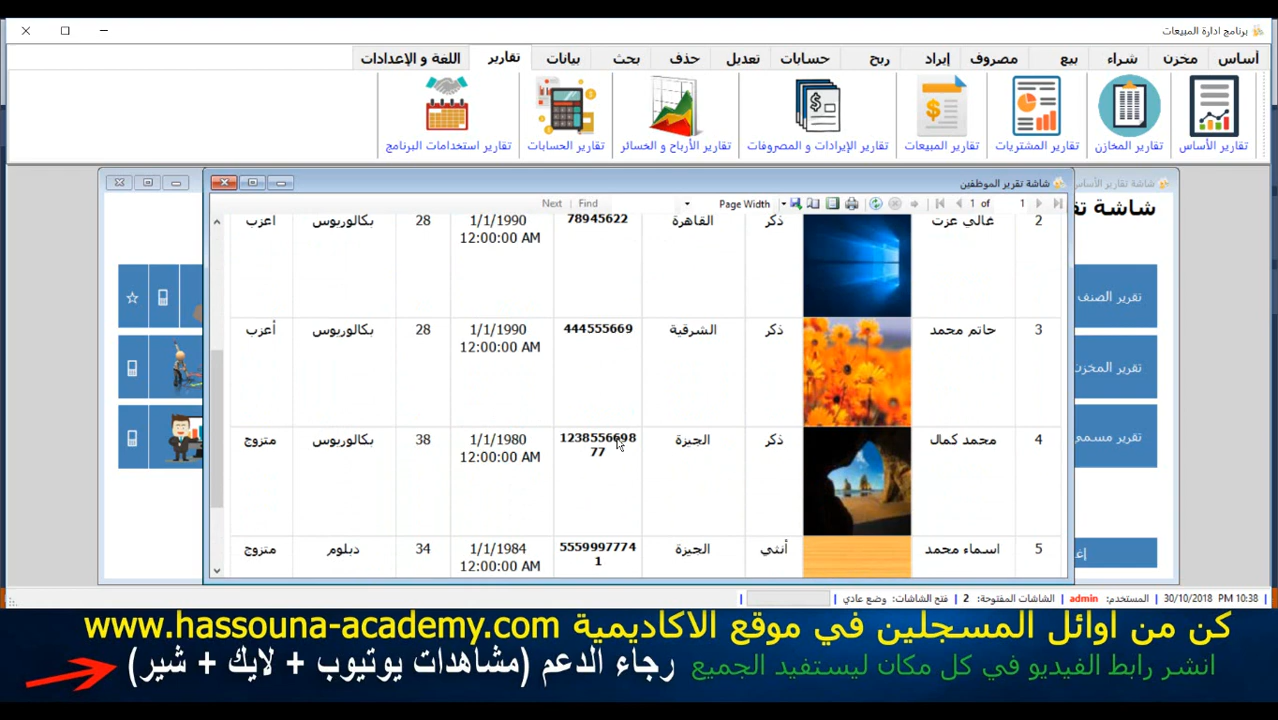 برنامج ادارة المبيعات
أساس مخزن شراء بيع مصروف إيراد ربح حسابات تعديل حذف بحث بيانات تقارير اللغة و الإعدادات
تقارير الأساس تقارير المخازن تقارير المشتريات تقارير المبيعات تقارير الإيرادات و المصروفات تقارير الأرباح و الخسائر تقارير الحسابات تقارير استخدامات البرنامج
شاشة تقارير الأساس
شاشة تقرير الموظفين
شاشة
Next | Find Page Width 1 of 1
تقرير الصنف
تقرير المخزن
تقرير مسمى
2 غالي عزت ذكر القاهرة 78945622 1/1/1990 12:00:00 AM 28 بكالوريوس أعزب
3 حاتم محمد ذكر الشرقية 444555669 1/1/1990 12:00:00 AM 28 بكالوريوس أعزب
4 محمد كمال ذكر الجيزة 123855669877 1/1/1980 12:00:00 AM 38 بكالوريوس متزوج
5 اسماء محمد أنثي الجيزة 55599977741 1/1/1984 12:00:00 AM 34 دبلوم متزوج
30/10/2018 PM 10:38 | المستخدم: admin | الشاشات المفتوحة: 2 | فتح الشاشات: وضع عادي
كن من اوائل المسجلين في موقع الاكاديمية www.hassouna-academy.com
انشر رابط الفيديو في كل مكان ليستفيد الجميع رجاء الدعم (مشاهدات يوتيوب + لايك + شير)